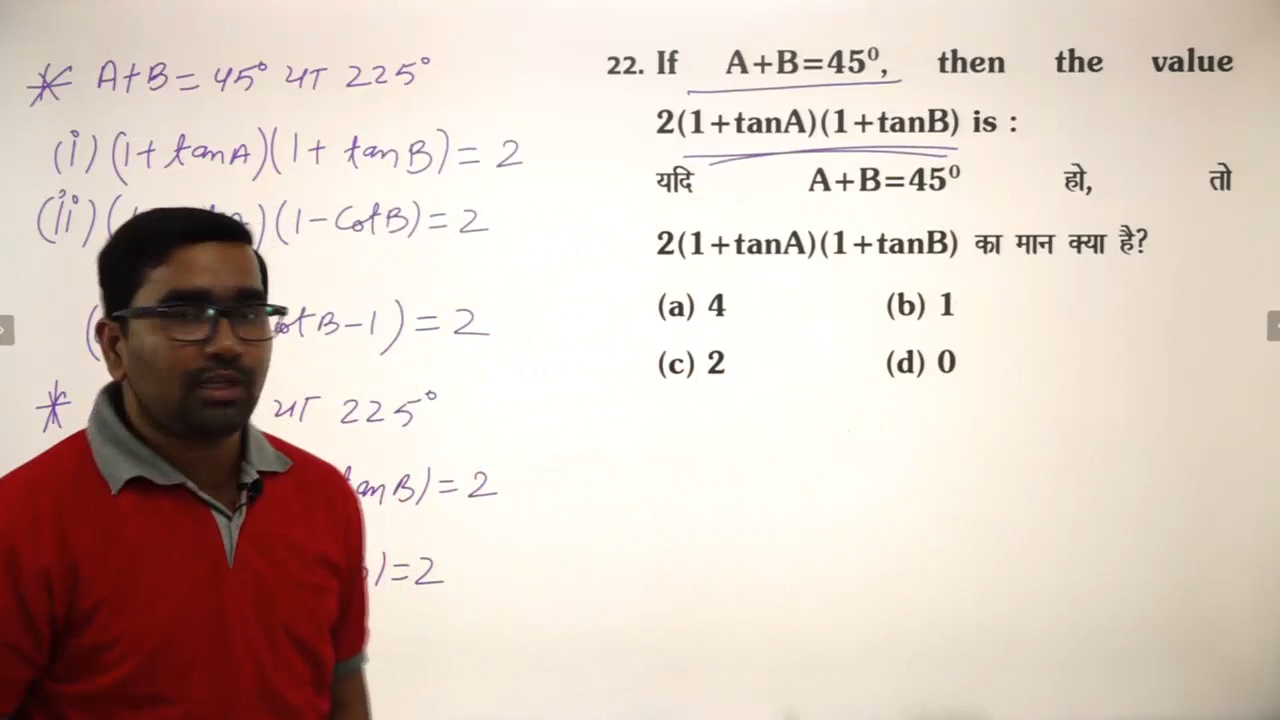 * A+B = 45° या 225°
(i) (1+tanA)(1+ tanB) = 2
(ii) ( )(1-CotB) = 2
( otB-1) = 2
* या 225°
tanB) = 2
) = 2
22. If A+B=45⁰, then the value
2(1+tanA)(1+tanB) is :
यदि A+B=45⁰ हो, तो
2(1+tanA)(1+tanB) का मान क्या है?
(a) 4 (b) 1
(c) 2 (d) 0